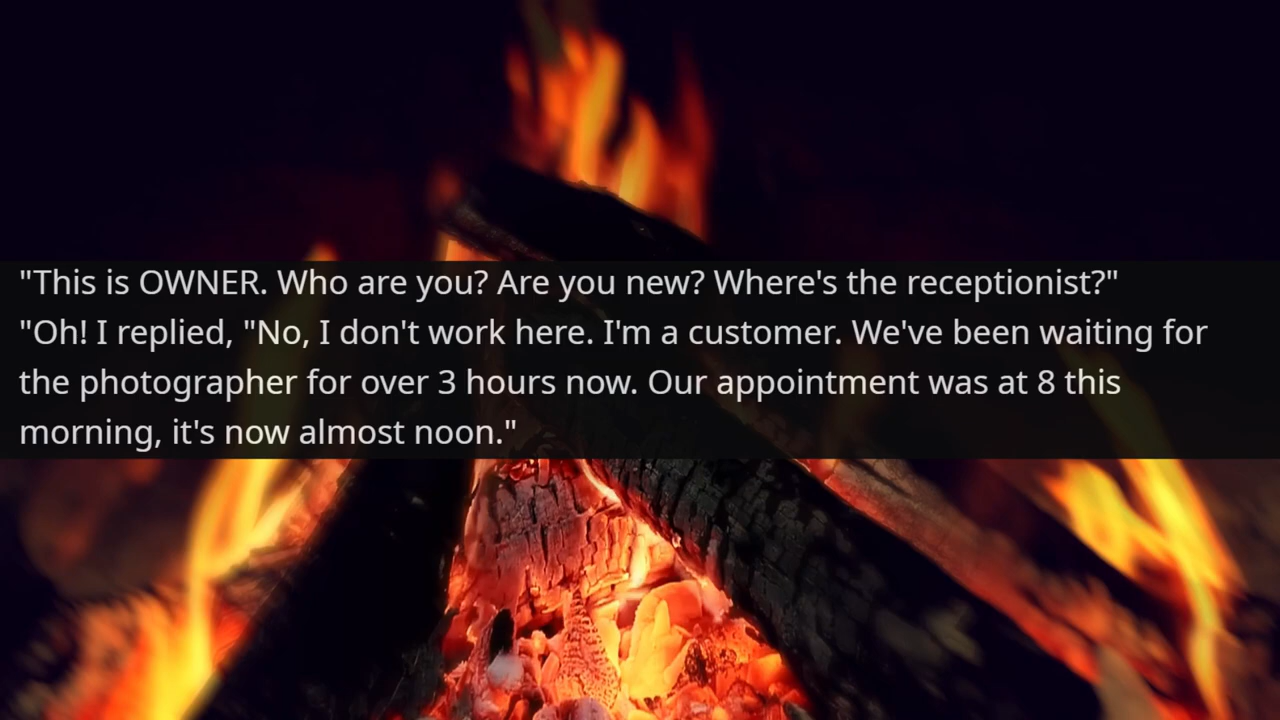 "This is OWNER. Who are you? Are you new? Where's the receptionist?"
"Oh! I replied, "No, I don't work here. I'm a customer. We've been waiting for
the photographer for over 3 hours now. Our appointment was at 8 this
morning, it's now almost noon."